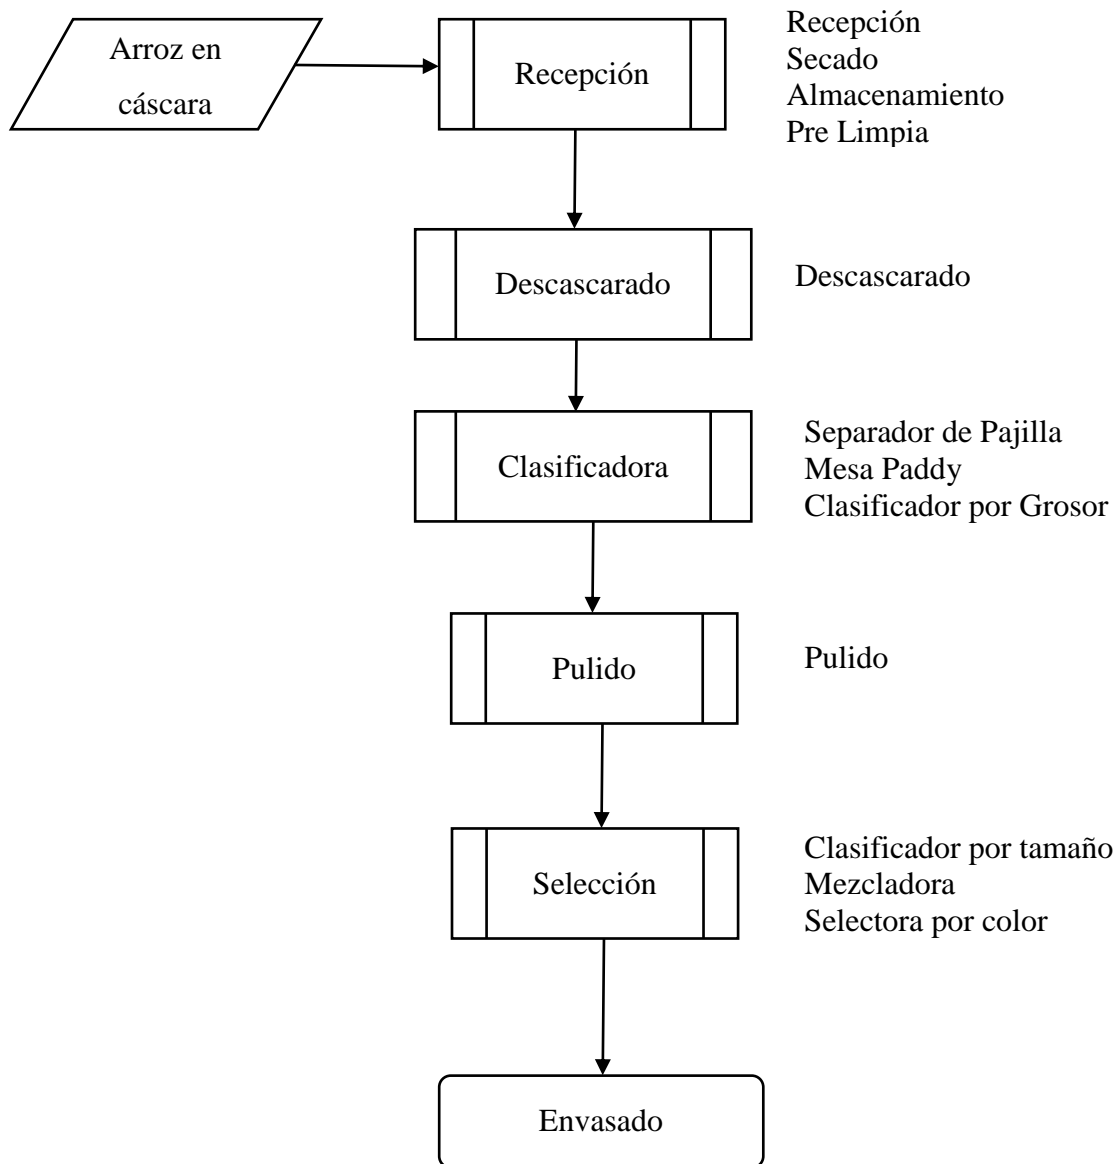 Arroz en
cáscara
Recepción
Recepción
Secado
Almacenamiento
Pre Limpia
Descascarado
Descascarado
Clasificadora
Separador de Pajilla
Mesa Paddy
Clasificador por Grosor
Pulido
Pulido
Selección
Clasificador por tamaño
Mezcladora
Selectora por color
Envasado